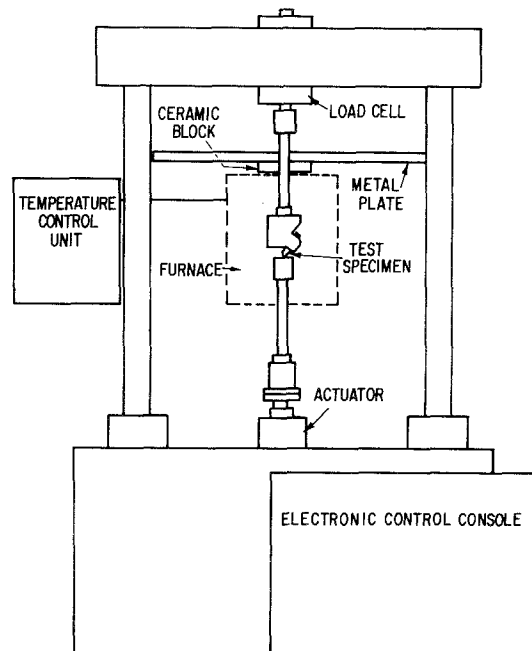 CERAMIC
BLOCK
LOAD CELL
METAL
PLATE
TEMPERATURE
CONTROL
UNIT
FURNACE
TEST
SPECIMEN
ACTUATOR
ELECTRONIC CONTROL CONSOLE